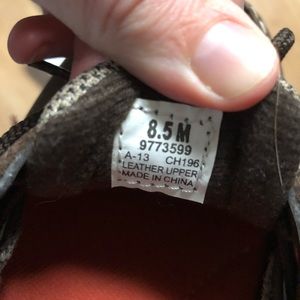 8.5 M
9773599
A-13 CH196
LEATHER UPPER
MADE IN CHINA